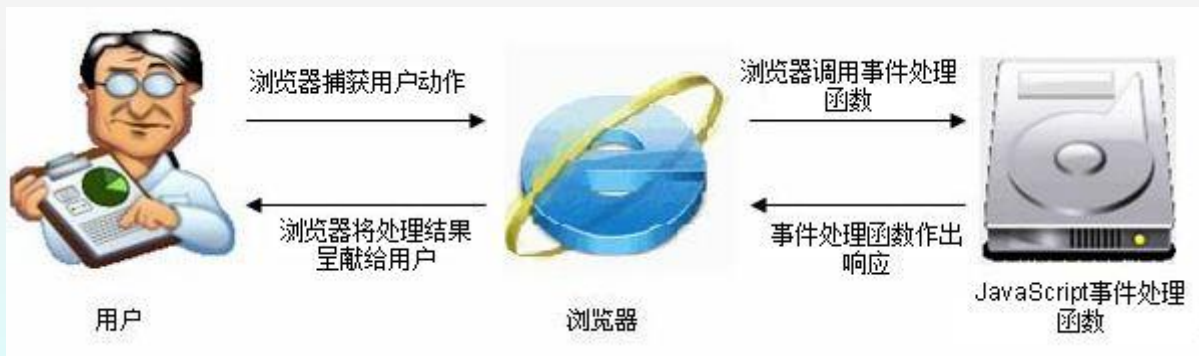 浏览器捕获用户动作
浏览器调用事件处理
函数
浏览器将处理结果
呈献给用户
事件处理函数作出
响应
用户
浏览器
JavaScript事件处理
函数